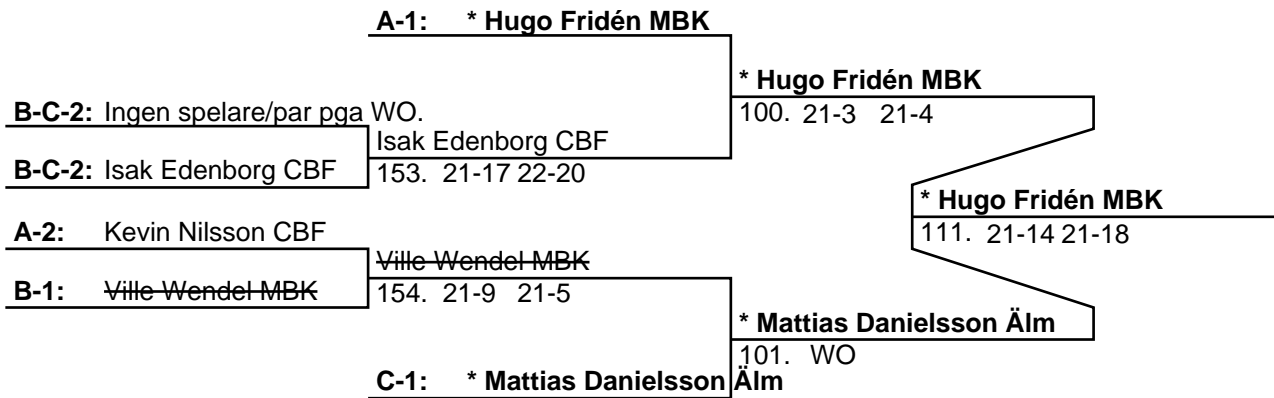 A-1: * Hugo Fridén MBK
* Hugo Fridén MBK
B-C-2: Ingen spelare/par pga WO.
100. 21-3 21-4
Isak Edenborg CBF
B-C-2: Isak Edenborg CBF
153. 21-17 22-20
* Hugo Fridén MBK
A-2: Kevin Nilsson CBF
111. 21-14 21-18
Ville Wendel MBK
B-1: Ville Wendel MBK
154. 21-9 21-5
* Mattias Danielsson Älm
101. WO
C-1: * Mattias Danielsson Älm